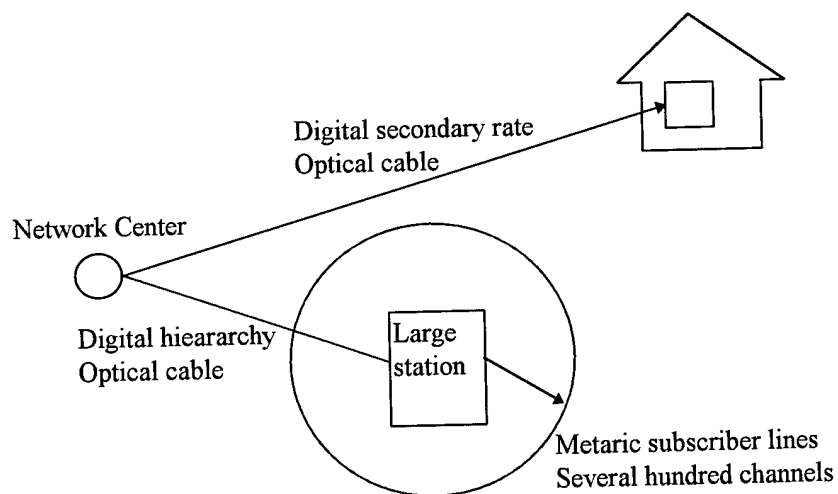 Digital secondary rate
Optical cable
Network Center
Digital hieararchy
Optical cable
Large
station
Metaric subscriber lines
Several hundred channels